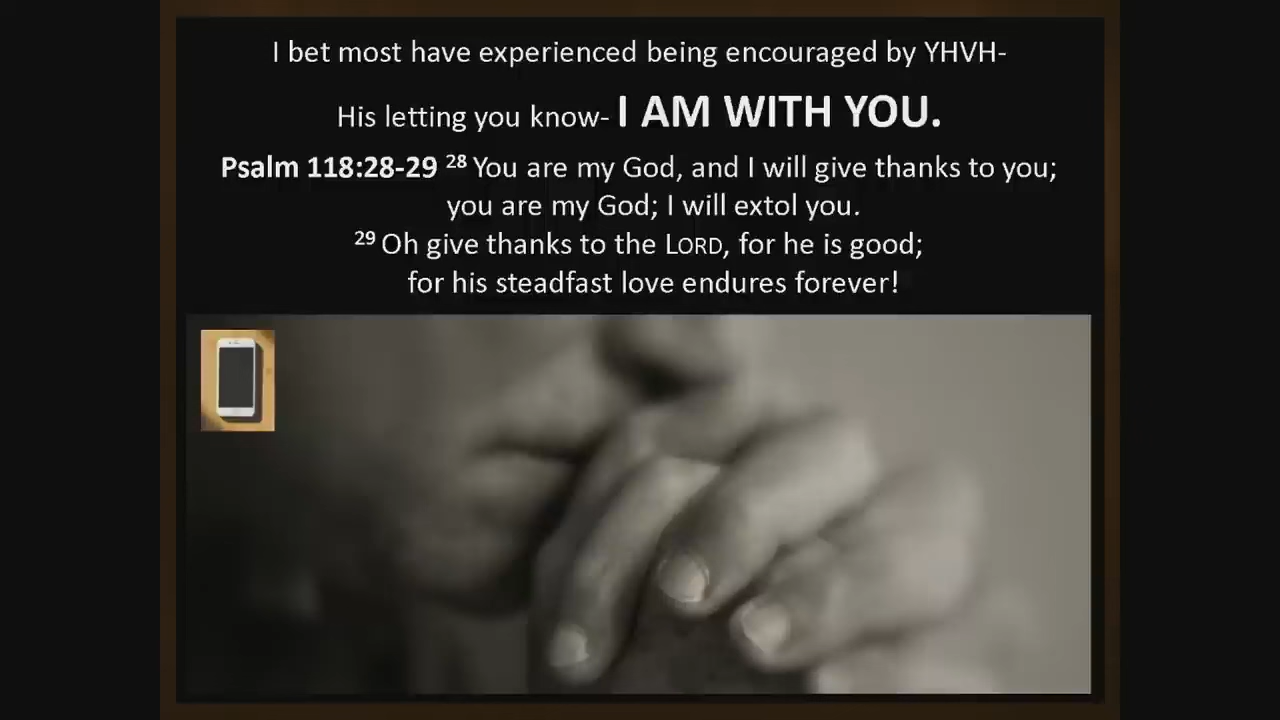 I bet most have experienced being encouraged by YHVH-
His letting you know- I AM WITH YOU.
Psalm 118:28-29 28 You are my God, and I will give thanks to you;
you are my God; I will extol you.
29 Oh give thanks to the LORD, for he is good;
for his steadfast love endures forever!